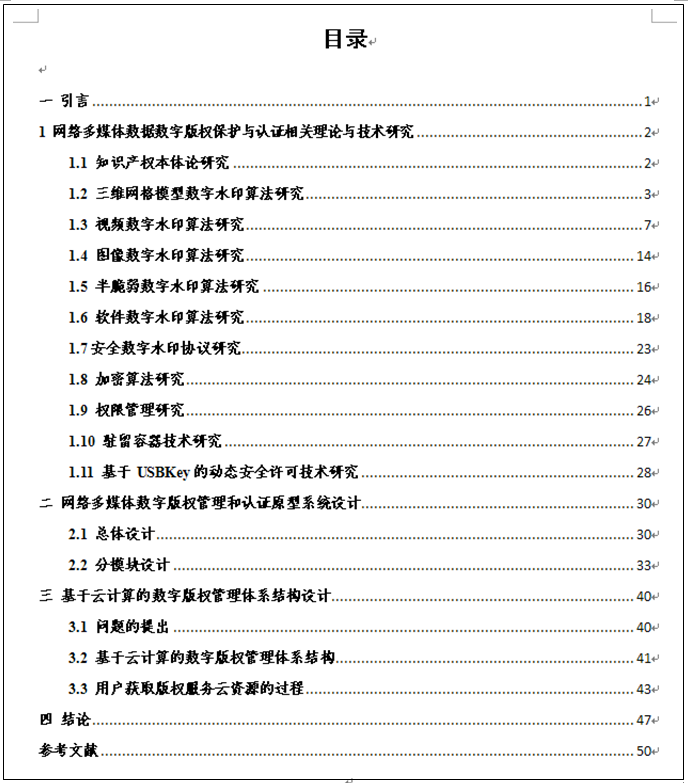 目录
一 引言 1
1 网络多媒体数据数字版权保护与认证相关理论与技术研究 2
1.1 知识产权本体论研究 2
1.2 三维网格模型数字水印算法研究 3
1.3 视频数字水印算法研究 7
1.4 图像数字水印算法研究 14
1.5 半脆弱数字水印算法研究 16
1.6 软件数字水印算法研究 18
1.7安全数字水印协议研究 23
1.8 加密算法研究 24
1.9 权限管理研究 26
1.10 驻留容器技术研究 27
1.11 基于 USBKey的动态安全许可技术研究 28
二 网络多媒体数字版权管理和认证原型系统设计 30
2.1 总体设计 30
2.2 分模块设计 33
三 基于云计算的数字版权管理体系结构设计 40
3.1 问题的提出 40
3.2 基于云计算的数字版权管理体系结构 41
3.3 用户获取版权服务云资源的过程 43
四 结论 47
参考文献 50